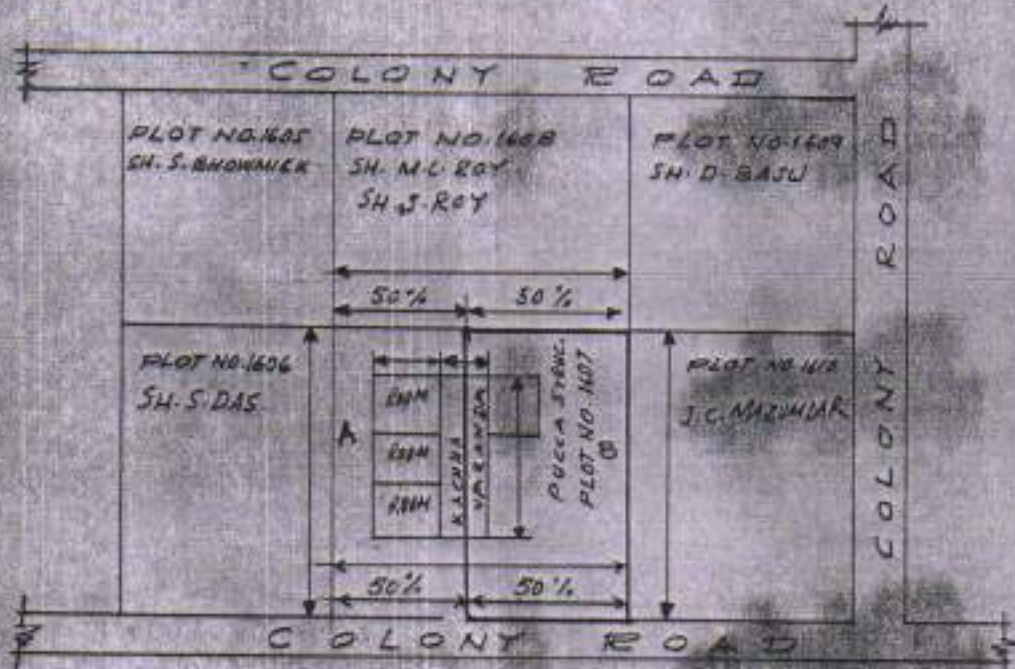 COLONY ROAD
PLOT NO.1605
SH. S. BHOWMICK
PLOT NO.1608
SH. M.L. ROY
SH. J. ROY
PLOT NO.1609
SH. D. BASU
COLONY ROAD
50%
50%
PLOT NO.1606
SH. S. DAS
A
ROOM
ROOM
ROOM
KACHHA
VARANDA
PUCCA STRUC.
PLOT NO.1607
B
PLOT NO.1610
J.C. MAZUMDAR
50%
50%
COLONY ROAD